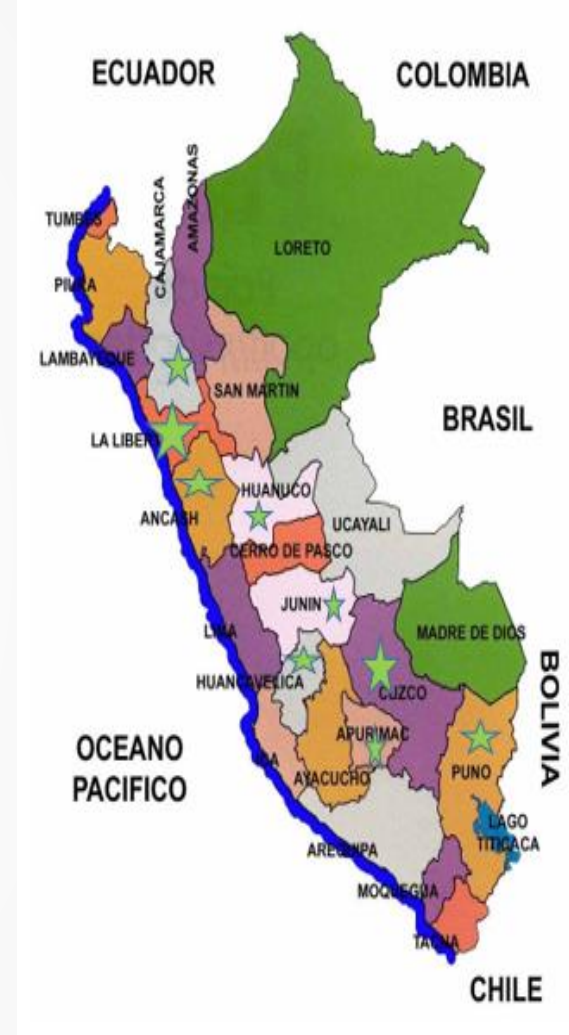 ECUADOR
COLOMBIA
CAJAMARCA
AMAZONAS
TUMBES
LORETO
PIURA
LAMBAYEQUE
SAN MARTIN
BRASIL
LA LIBERT
HUANUCO
ANCASH
UCAYALI
CERRO DE PASCO
JUNIN
LIMA
MADRE DE DIOS
HUANCAVELICA
CUZCO
BOLIVIA
APURIMAC
OCEANO
PACIFICO
ICA
AYACUCHO
PUNO
LAGO
TITICACA
AREQUIPA
MOQUEGUA
TACNA
CHILE